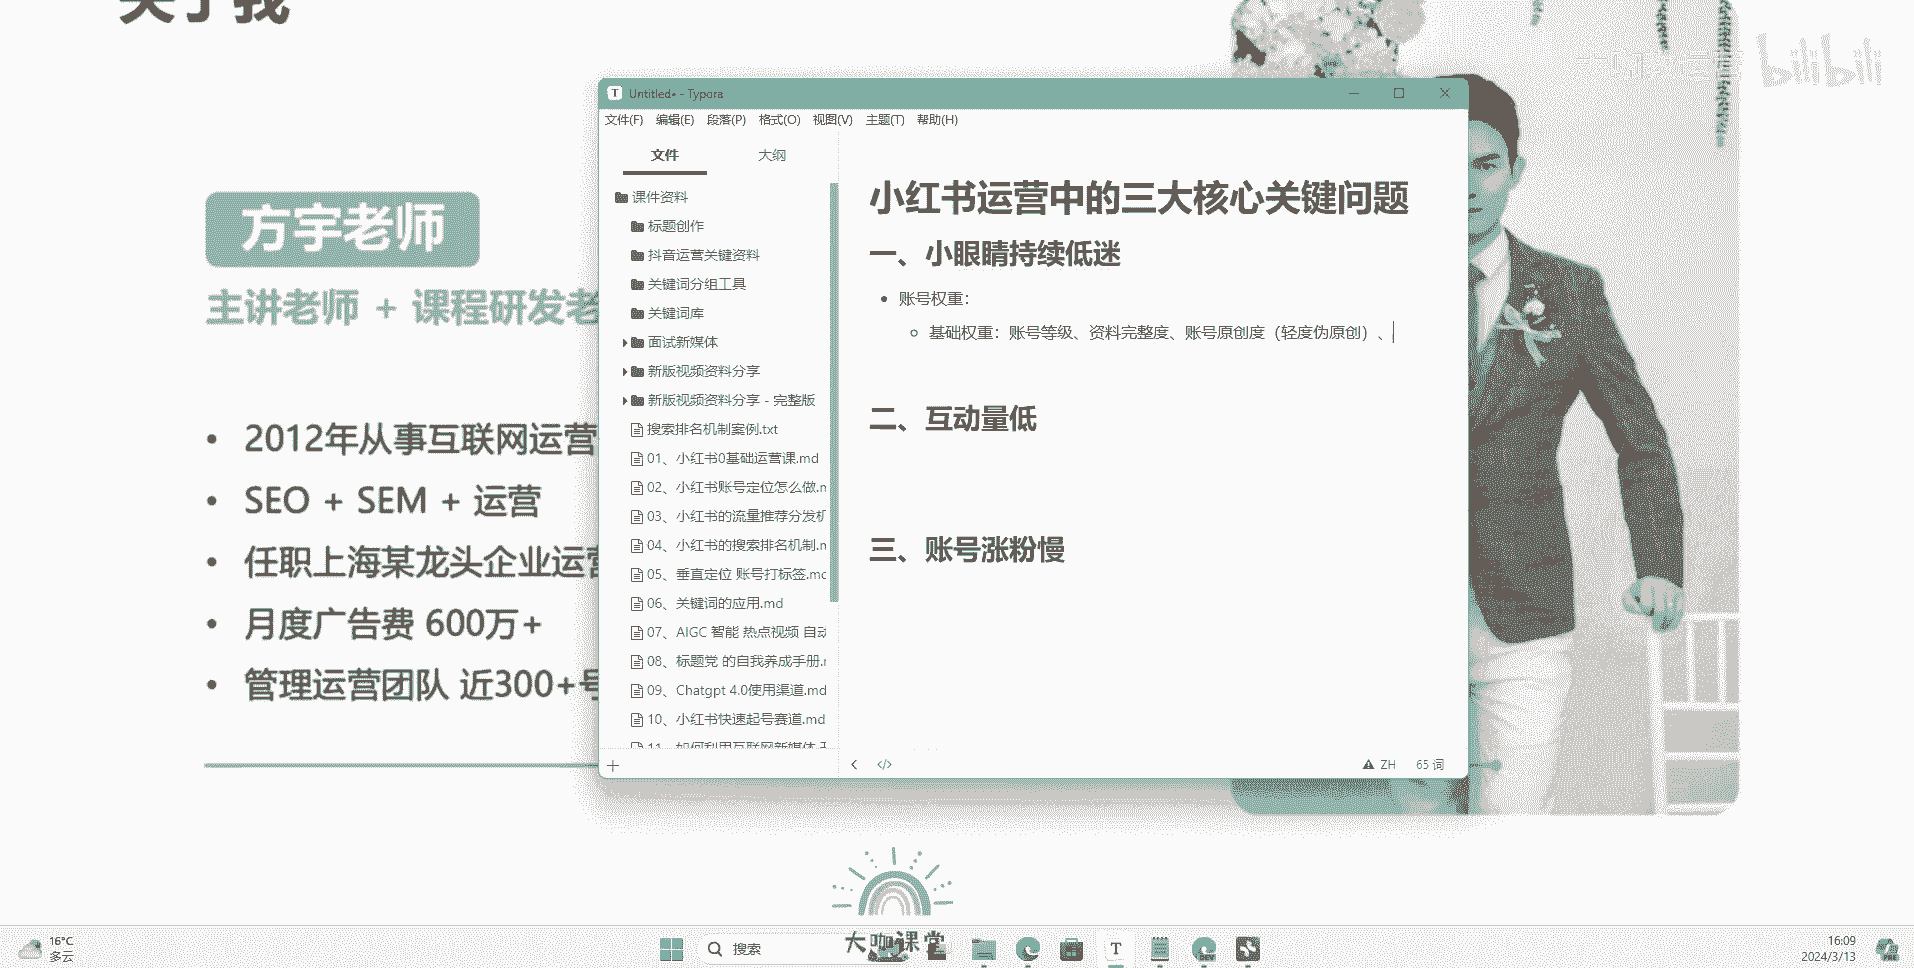 关于我
bilibili
方宇老师
主讲老师 + 课程研发老
• 2012年从事互联网运营
• SEO + SEM + 运营
• 任职上海某龙头企业运营
• 月度广告费 600万+
• 管理运营团队 近300+号
Untitled• - Typora
文件(F) 编辑(E) 段落(P) 格式(O) 视图(V) 主题(T) 帮助(H)
文件 大纲
课件资料
标题创作
抖音运营关键资料
关键词分组工具
关键词库
面试新媒体
新版视频资料分享
新版视频资料分享 - 完整版
搜索排名机制案例.txt
01、小红书0基础运营课.md
02、小红书账号定位怎么做.m
03、小红书的流量推荐分发机
04、小红书的搜索排名机制.m
05、垂直定位 账号打标签.md
06、关键词的应用.md
07、AIGC 智能 热点视频 自动
08、标题党 的自我养成手册.m
09、Chatgpt 4.0使用渠道.md
10、小红书快速起号赛道.md
11、如何利用互联网新媒体
小红书运营中的三大核心关键问题
一、小眼睛持续低迷
• 账号权重：
○ 基础权重：账号等级、资料完整度、账号原创度（轻度伪原创）、
二、互动量低
三、账号涨粉慢
ZH 65 词
大咖课堂
16°C
多云
搜索
T
DEV
16:09
2024/3/13
PRE